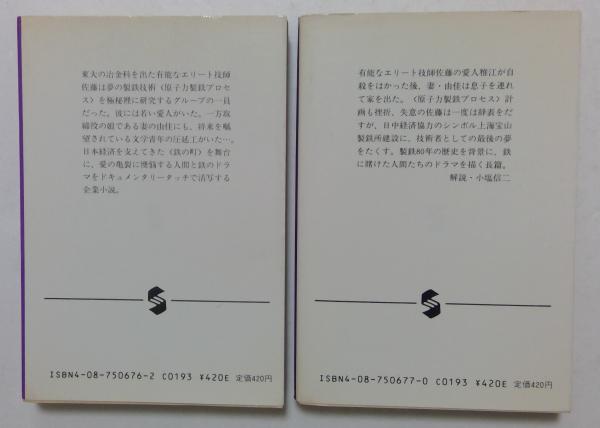 東大の冶金科を出た有能なエリート技師
佐藤は夢の製鉄技術〈原子力製鉄プロセ
ス〉を極秘裡に研究するグループの一員
だった。彼には若い愛人がいた。一方取
締役の娘である妻の由佳にも、将来を嘱
望されている文学青年の圧延工がいた…。
日本経済を支えてきた〈鉄の町〉を舞台
に、愛の亀裂に懊悩する人間と鉄のドラ
マをドキュメンタリータッチで活写する
企業小説。
ISBN4-08-750676-2 C0193 ¥420E 定価420円
有能なエリート技師佐藤の愛人雅江が自
殺をはかった後、妻・由佳は息子を連れ
て家を出た。〈原子力製鉄プロセス〉計
画も挫折、失意の佐藤は一度は辞表をだ
すが、日中経済協力のシンボル上海宝山
製鉄所建設に、技術者としての最後の夢
をたくす。製鉄80年の歴史を背景に、鉄
に賭けた人間たちのドラマを描く長篇。
解説・小塩信二
ISBN4-08-750677-0 C0193 ¥420E 定価420円